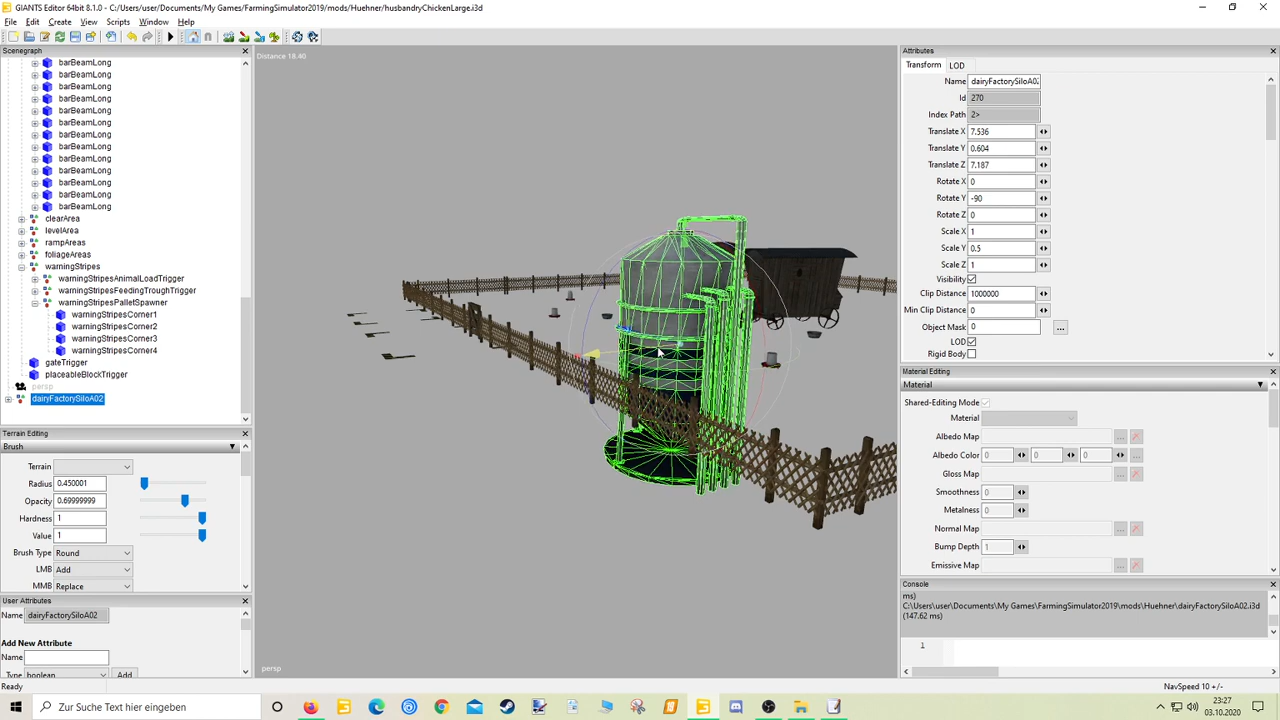 GIANTS Editor 64bit 8.1.0 - C:/Users/user/Documents/My Games/FarmingSimulator2019/mods/Huehner/husbandryChickenLarge.i3d
File Edit Create View Scripts Window Help
Scenegraph
barBeamLong
barBeamLong
barBeamLong
barBeamLong
barBeamLong
barBeamLong
barBeamLong
barBeamLong
barBeamLong
barBeamLong
barBeamLong
barBeamLong
barBeamLong
clearArea
levelArea
rampAreas
foliageAreas
warningStripes
warningStripesAnimalLoadTrigger
warningStripesFeedingTroughTrigger
warningStripesPalletSpawner
warningStripesCorner1
warningStripesCorner2
warningStripesCorner3
warningStripesCorner4
gateTrigger
placeableBlockTrigger
persp
dairyFactorySiloA02
Terrain Editing
Brush
Terrain
Radius 0.450001
Opacity 0.69999999
Hardness 1
Value 1
Brush Type Round
LMB Add
MMB Replace
User Attributes
Name dairyFactorySiloA02
Add New Attribute
Name
Type boolean Add
Ready
Distance 18.40
persp
Attributes
Transform LOD
Name dairyFactorySiloA02
Id 270
Index Path 2>
Translate X 7.536
Translate Y 0.604
Translate Z 7.187
Rotate X 0
Rotate Y -90
Rotate Z 0
Scale X 1
Scale Y 0.5
Scale Z 1
Visibility
Clip Distance 1000000
Min Clip Distance 0
Object Mask 0 ...
LOD
Rigid Body
Material Editing
Material
Shared-Editing Mode
Material
Albedo Map ...
Albedo Color 0 0 0 ...
Gloss Map ...
Smoothness 0
Metalness 0
Normal Map ...
Bump Depth 1
Emissive Map ...
Console
ms)
C:\Users\user\Documents\My Games\FarmingSimulator2019\mods\Huehner\dairyFactorySiloA02.i3d
(147.62 ms)
1
NavSpeed 10 +/-
Zur Suche Text hier eingeben
23:27
03.10.2020